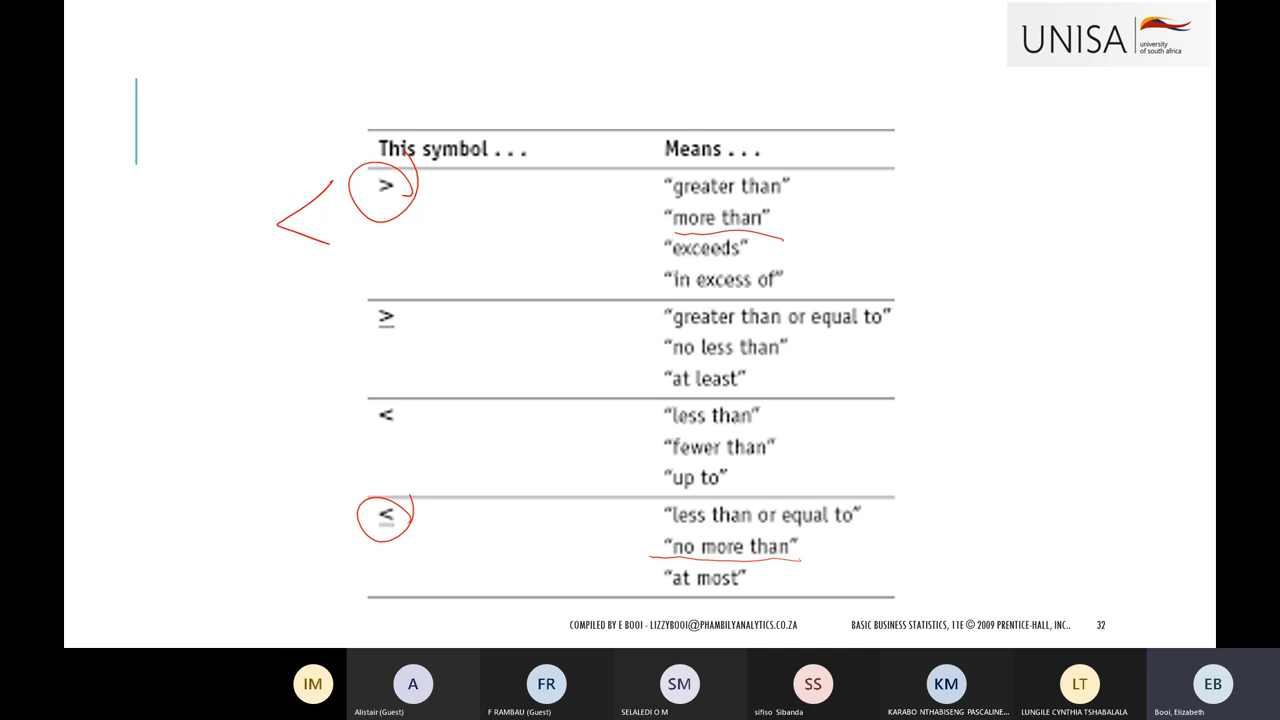 UNISA
university
of south africa
This symbol . . . Means . . .
> “greater than”
“more than”
“exceeds”
“in excess of”
≥ “greater than or equal to”
“no less than”
“at least”
< “less than”
“fewer than”
“up to”
≤ “less than or equal to”
“no more than”
“at most”
COMPILED BY E BOOI - LIZZYBOOI@PHAMBILYANALYTICS.CO.ZA BASIC BUSINESS STATISTICS, 11E © 2009 PRENTICE-HALL, INC.. 32
IM A FR SM SS KM LT EB
Alistair (Guest) F RAMBAU (Guest) SELALEDI O M sifiso Sibanda KARABO NTHABISENG PASCALINE... LUNGILE CYNTHIA TSHABALALA Booi, Elizabeth